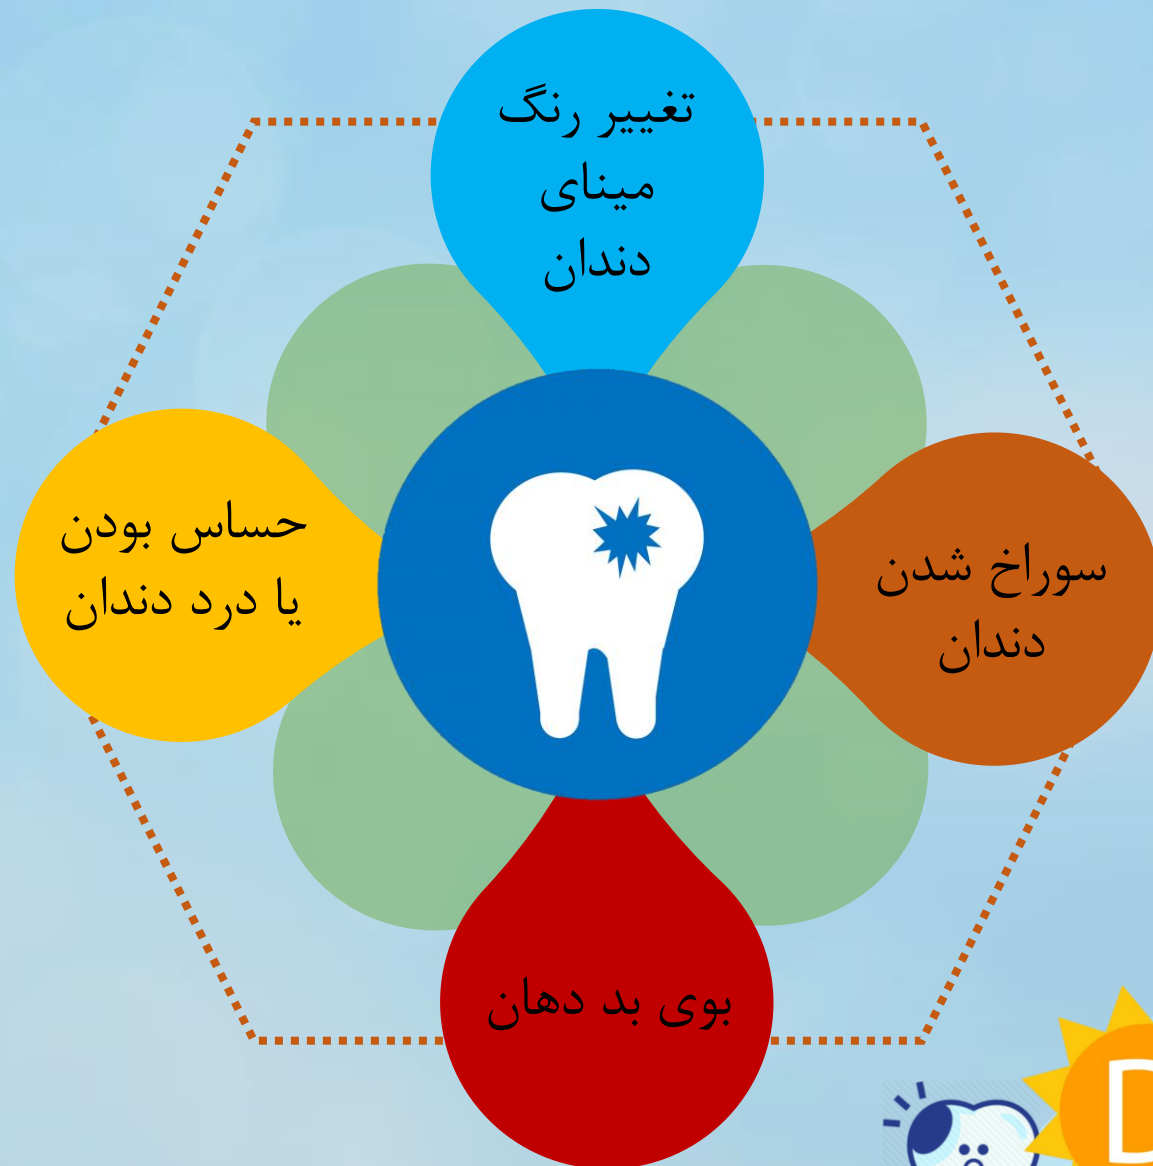 تغییر رنگ
مینای
دندان
سوراخ شدن
دندان
حساس بودن
یا درد دندان
بوی بد دهان
D